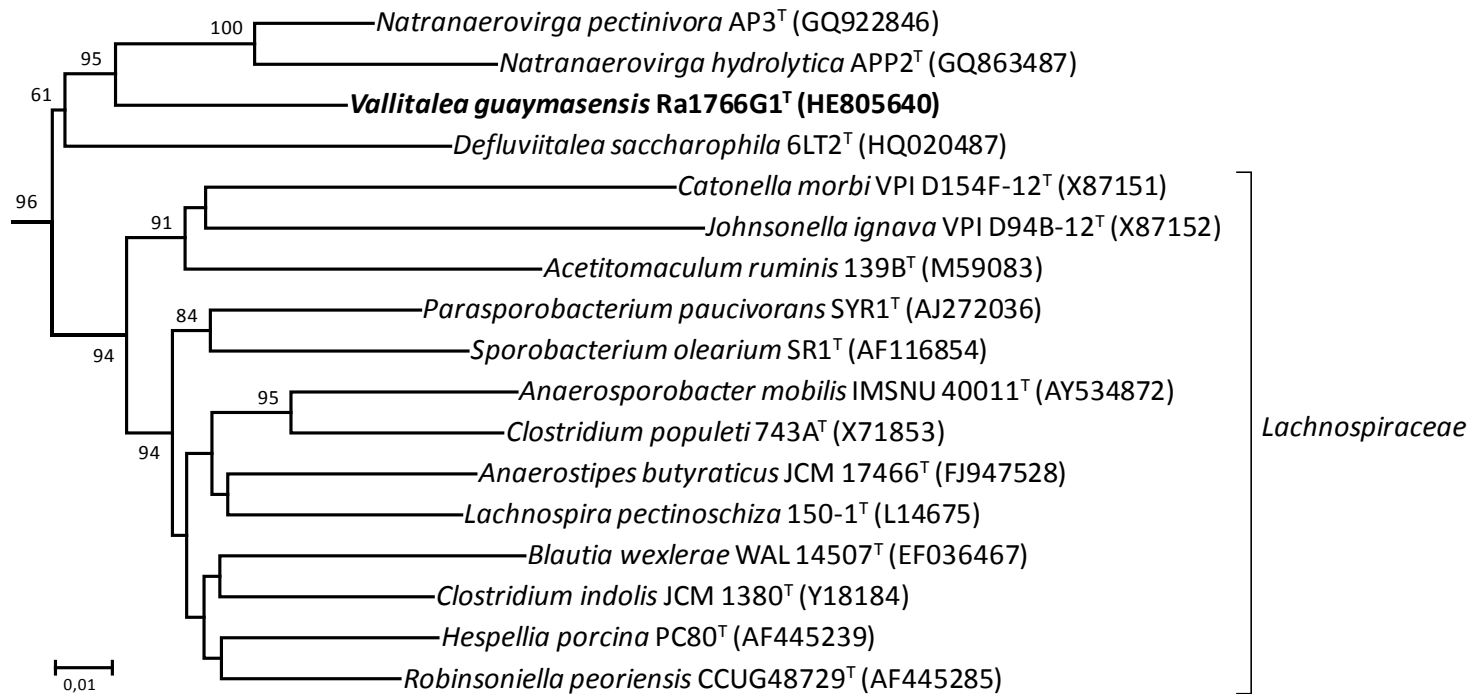 Natranaerovirga pectinivora AP3ᵀ (GQ922846)
100
Natranaerovirga hydrolytica APP2ᵀ (GQ863487)
95
61
Vallitalea guaymasensis Ra1766G1ᵀ (HE805640)
Defluviitalea saccharophila 6LT2ᵀ (HQ020487)
Catonella morbi VPI D154F-12ᵀ (X87151)
96
91
Johnsonella ignava VPI D94B-12ᵀ (X87152)
Acetitomaculum ruminis 139Bᵀ (M59083)
84
Parasporobacterium paucivorans SYR1ᵀ (AJ272036)
94
Sporobacterium olearium SR1ᵀ (AF116854)
95
Anaerosporobacter mobilis IMSNU 40011ᵀ (AY534872)
Clostridium populeti 743Aᵀ (X71853)
Lachnospiraceae
94
Anaerostipes butyraticus JCM 17466ᵀ (FJ947528)
Lachnospira pectinoschiza 150-1ᵀ (L14675)
Blautia wexlerae WAL 14507ᵀ (EF036467)
Clostridium indolis JCM 1380ᵀ (Y18184)
Hespellia porcina PC80ᵀ (AF445239)
Robinsoniella peoriensis CCUG48729ᵀ (AF445285)
0,01